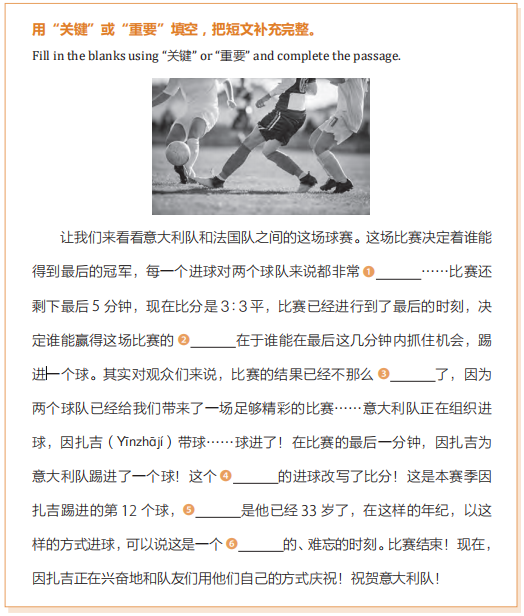 用“关键”或“重要”填空，把短文补充完整。
Fill in the blanks using “关键” or “重要” and complete the passage.
让我们来看看意大利队和法国队之间的这场球赛。这场比赛决定着谁能
得到最后的冠军，每一个进球对两个球队来说都非常❶______……比赛还
剩下最后5分钟，现在比分是3:3平，比赛已经进行到了最后的时刻，决
定谁能赢得这场比赛的❷______在于谁能在最后这几分钟内抓住机会，踢
进一个球。其实对观众们来说，比赛的结果已经不那么❸______了，因为
两个球队已经给我们带来了一场足够精彩的比赛……意大利队正在组织进
球，因扎吉（Yīnzhājí）带球……球进了！在比赛的最后一分钟，因扎吉为
意大利队踢进了一个球！这个❹______的进球改写了比分！这是本赛季因
扎吉踢进的第12个球，❺______是他已经33岁了，在这样的年纪，以这
样的方式进球，可以说这是一个❻______的、难忘的时刻。比赛结束！现在，
因扎吉正在兴奋地和队友们用他们自己的方式庆祝！祝贺意大利队！